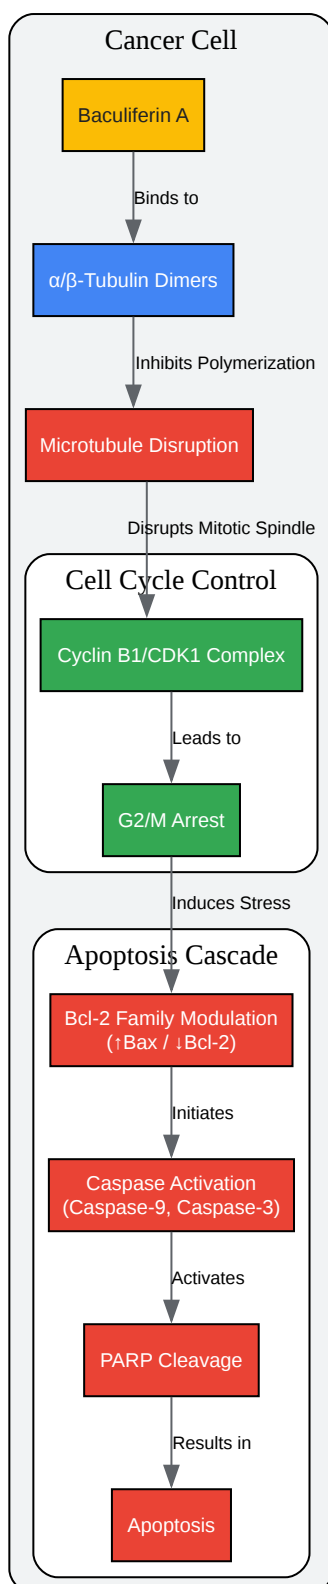 Cancer Cell
Baculiferin A
Binds to
α/β-Tubulin Dimers
Inhibits Polymerization
Microtubule Disruption
Disrupts Mitotic Spindle
Cell Cycle Control
Cyclin B1/CDK1 Complex
Leads to
G2/M Arrest
Induces Stress
Apoptosis Cascade
Bcl-2 Family Modulation
(↑Bax / ↓Bcl-2)
Initiates
Caspase Activation
(Caspase-9, Caspase-3)
Activates
PARP Cleavage
Results in
Apoptosis